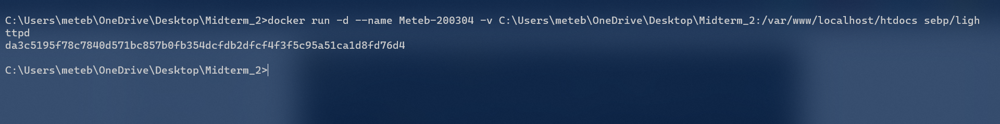 C:\Users\meteb\OneDrive\Desktop\Midterm_2>docker run -d --name Meteb-200304 -v C:\Users\meteb\OneDrive\Desktop\Midterm_2:/var/www/localhost/htdocs sebp/ligh
ttpd
da3c5195f78c7840d571bc857b0fb354dcfdb2dfcf4f3f5c95a51ca1d8fd76d4
C:\Users\meteb\OneDrive\Desktop\Midterm_2>